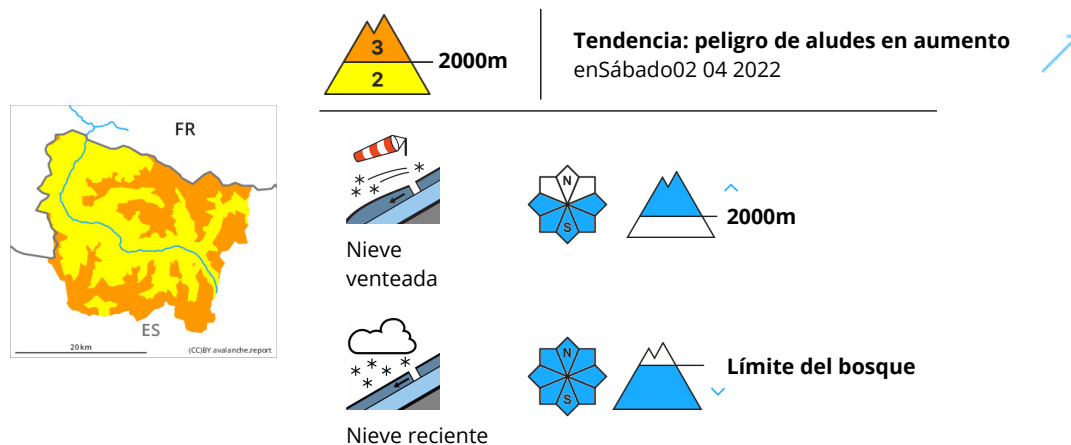 3
2
2000m
Tendencia: peligro de aludes en aumento
enSábado02 04 2022
FR
ES
20 km
(CC)BY avalanche.report
Nieve
venteada
N
S
2000m
Nieve reciente
N
S
Límite del bosque